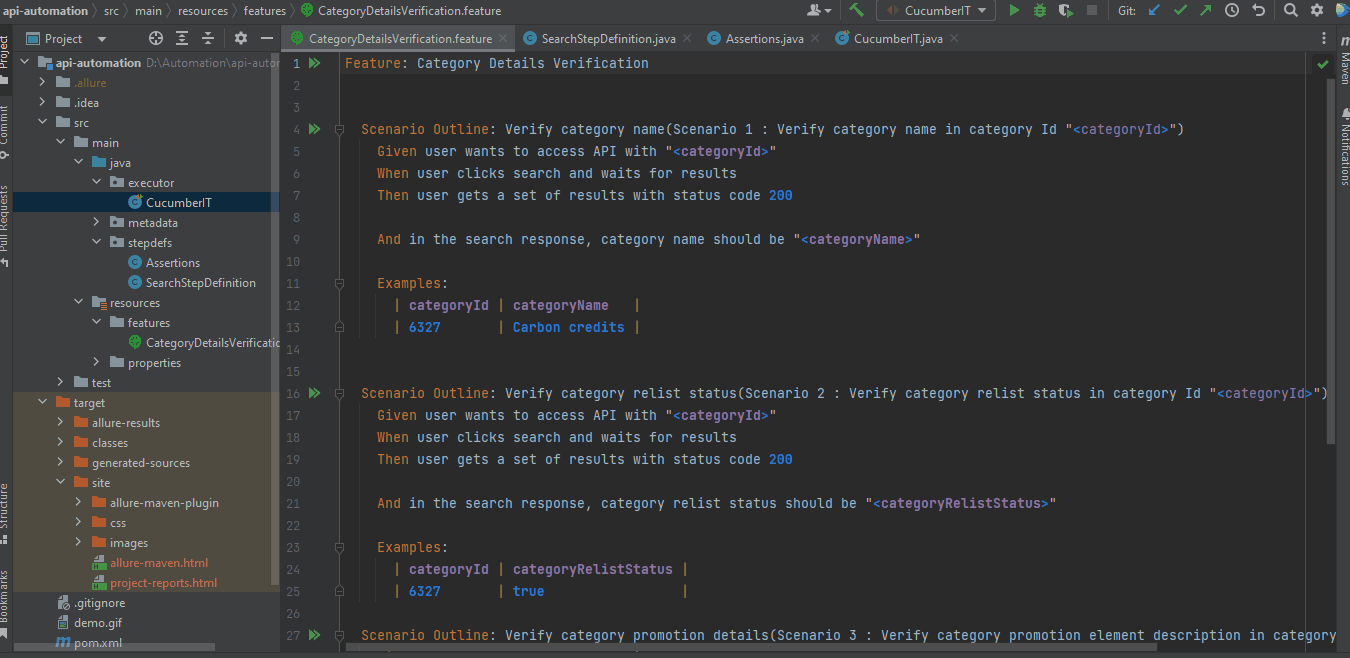 api-automation src main resources features CategoryDetailsVerification.feature CucumberIT Git:
Project CategoryDetailsVerification.feature SearchStepDefinition.java Assertions.java CucumberIT.java
Project
Commit
Pull Requests
Structure
Bookmarks
api-automation D:\Automation\api-autor
.allure
.idea
src
main
java
executor
CucumberIT
metadata
stepdefs
Assertions
SearchStepDefinition
resources
features
CategoryDetailsVerificatio
properties
test
target
allure-results
classes
generated-sources
site
allure-maven-plugin
css
images
allure-maven.html
project-reports.html
.gitignore
demo.gif
pom.xml
1 Feature: Category Details Verification
2
3
4 Scenario Outline: Verify category name(Scenario 1 : Verify category name in category Id "<categoryId>")
5 Given user wants to access API with "<categoryId>"
6 When user clicks search and waits for results
7 Then user gets a set of results with status code 200
8
9 And in the search response, category name should be "<categoryName>"
10
11 Examples:
12 | categoryId | categoryName |
13 | 6327 | Carbon credits |
14
15
16 Scenario Outline: Verify category relist status(Scenario 2 : Verify category relist status in category Id "<categoryId>")
17 Given user wants to access API with "<categoryId>"
18 When user clicks search and waits for results
19 Then user gets a set of results with status code 200
20
21 And in the search response, category relist status should be "<categoryRelistStatus>"
22
23 Examples:
24 | categoryId | categoryRelistStatus |
25 | 6327 | true |
26
27 Scenario Outline: Verify category promotion details(Scenario 3 : Verify category promotion element description in category
Maven
Notifications